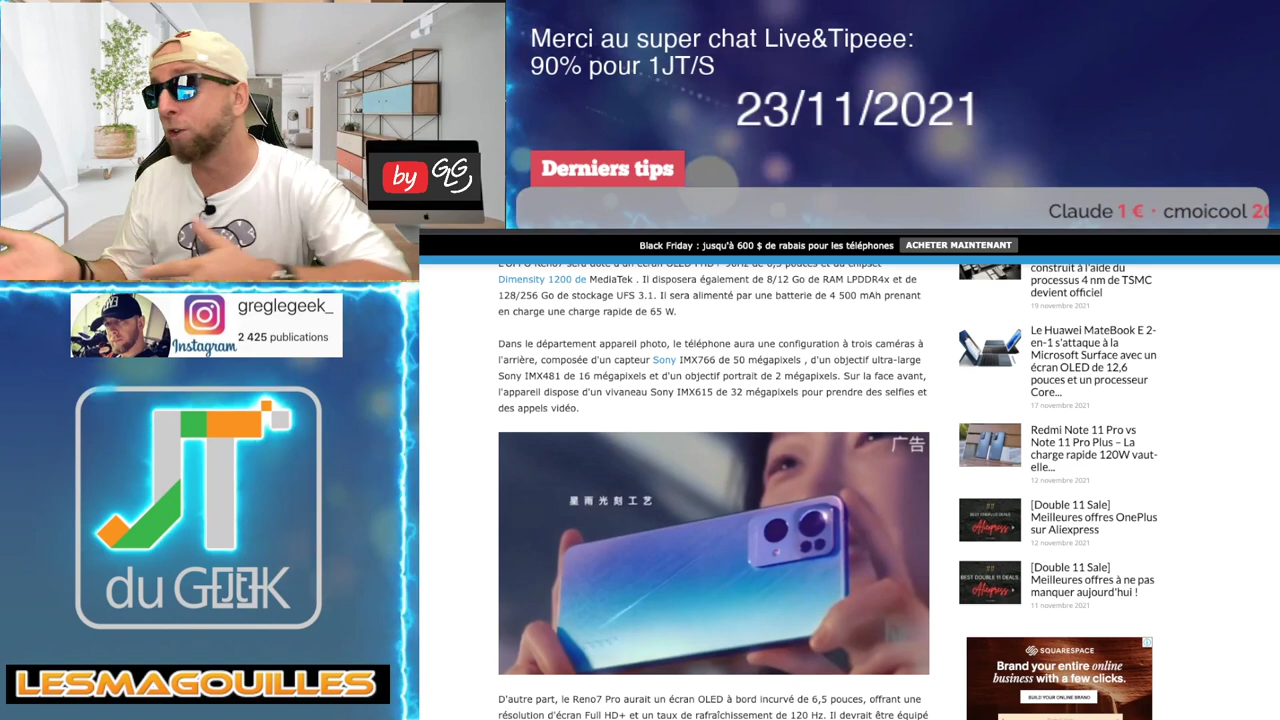 Merci au super chat Live&Tipeee:
90% pour 1JT/S
23/11/2021
Derniers tips
Claude 1 € · cmoicool
by GLG
greglegeek_
2 425 publications
Instagram
JT
du GEEK
LESMAGOUILLES
Black Friday : jusqu'à 600 $ de rabais pour les téléphones ACHETER MAINTENANT
Dimensity 1200 de MediaTek . Il disposera également de 8/12 Go de RAM LPDDR4x et de
128/256 Go de stockage UFS 3.1. Il sera alimenté par une batterie de 4 500 mAh prenant
en charge une charge rapide de 65 W.
Dans le département appareil photo, le téléphone aura une configuration à trois caméras à
l'arrière, composée d'un capteur Sony IMX766 de 50 mégapixels , d'un objectif ultra-large
Sony IMX481 de 16 mégapixels et d'un objectif portrait de 2 mégapixels. Sur la face avant,
l'appareil dispose d'un vivaneau Sony IMX615 de 32 mégapixels pour prendre des selfies et
des appels vidéo.
广告
星雨光刻工艺
D'autre part, le Reno7 Pro aurait un écran OLED à bord incurvé de 6,5 pouces, offrant une
résolution d'écran Full HD+ et un taux de rafraîchissement de 120 Hz. Il devrait être équipé
construit à l'aide du
processus 4 nm de TSMC
devient officiel
19 novembre 2021
Le Huawei MateBook E 2-
en-1 s'attaque à la
Microsoft Surface avec un
écran OLED de 12,6
pouces et un processeur
Core...
17 novembre 2021
Redmi Note 11 Pro vs
Note 11 Pro Plus – La
charge rapide 120W vaut-
elle...
12 novembre 2021
[Double 11 Sale]
Meilleures offres OnePlus
sur Aliexpress
12 novembre 2021
[Double 11 Sale]
Meilleures offres à ne pas
manquer aujourd'hui !
11 novembre 2021
SQUARESPACE
Brand your entire online
business with a few clicks.
BUILD YOUR ONLINE BRAND